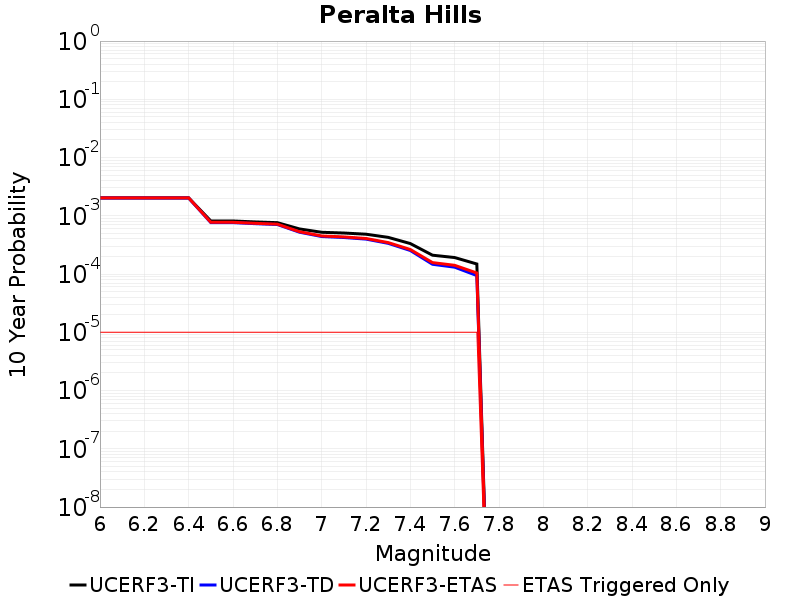 Peralta Hills
10 Year Probability
10^0
10^-1
10^-2
10^-3
10^-4
10^-5
10^-6
10^-7
10^-8
6 6.2 6.4 6.6 6.8 7 7.2 7.4 7.6 7.8 8 8.2 8.4 8.6 8.8 9
Magnitude
UCERF3-TI UCERF3-TD UCERF3-ETAS ETAS Triggered Only